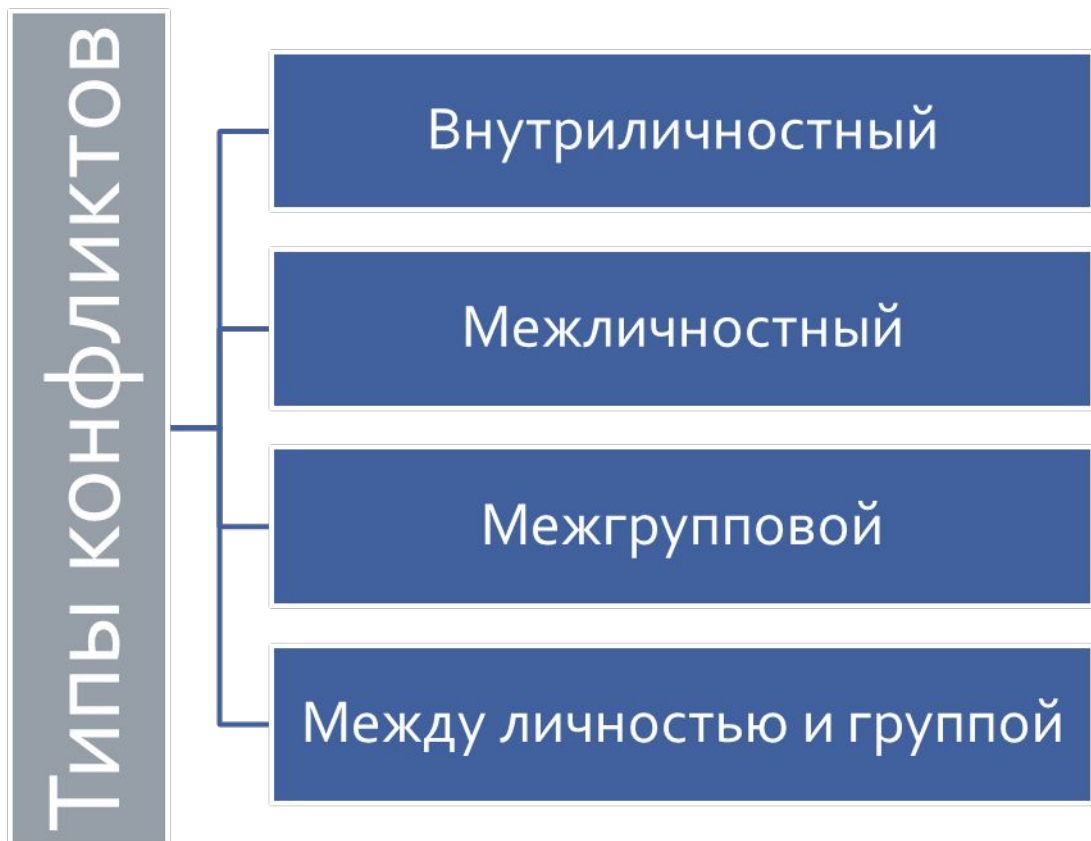 Типы конфликтов
Внутриличностный
Межличностный
Межгрупповой
Между личностью и группой